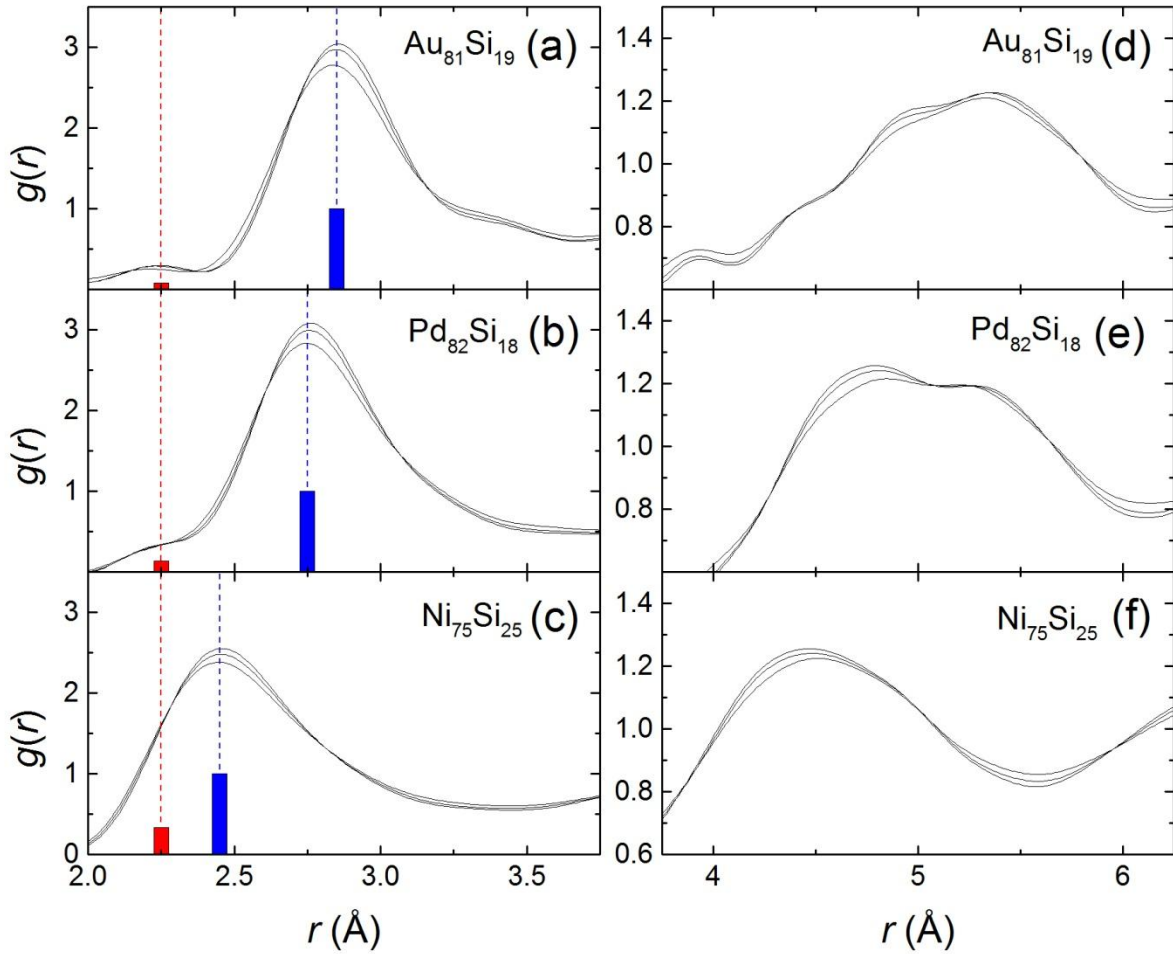 Au₈₁Si₁₉ (a)
3
2
1
g(r)
Pd₈₂Si₁₈ (b)
3
2
1
g(r)
Ni₇₅Si₂₅ (c)
3
2
1
0
g(r)
2.0 2.5 3.0 3.5
r (Å)
Au₈₁Si₁₉ (d)
1.4
1.2
1.0
0.8
Pd₈₂Si₁₈ (e)
1.4
1.2
1.0
0.8
Ni₇₅Si₂₅ (f)
1.4
1.2
1.0
0.8
0.6
4 5 6
r (Å)